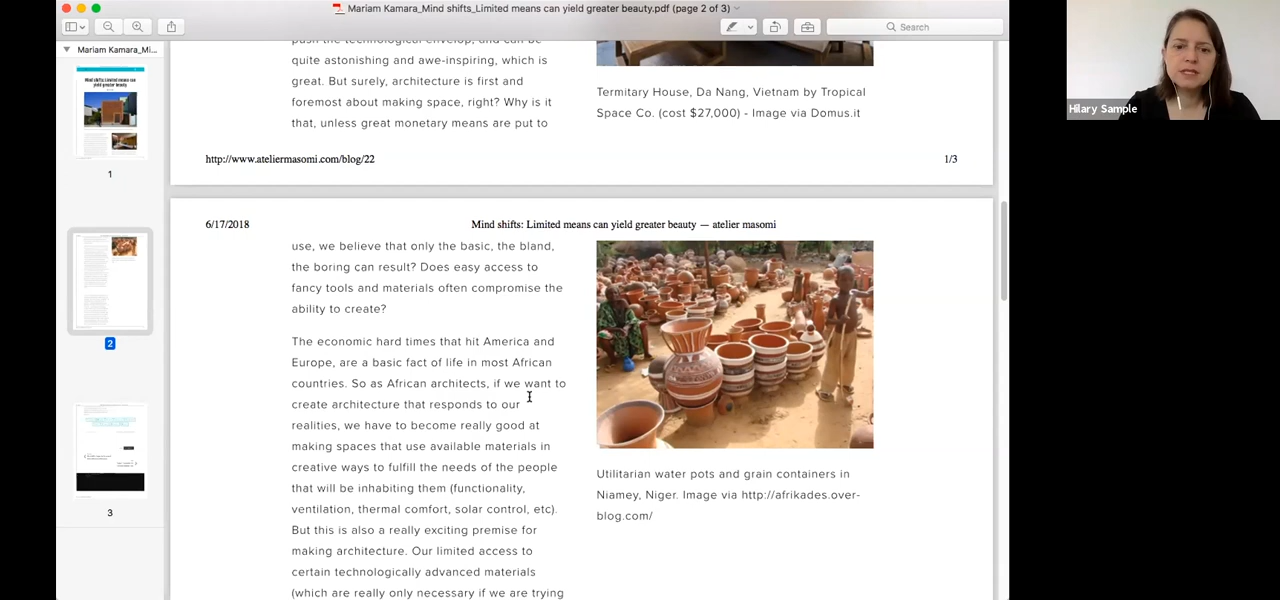 Mariam Kamara_Mind shifts_Limited means can yield greater beauty.pdf (page 2 of 3)
Search
Mariam Kamara_Mi...
1
2
3
quite astonishing and awe-inspiring, which is
great. But surely, architecture is first and
foremost about making space, right? Why is it
that, unless great monetary means are put to
Termitary House, Da Nang, Vietnam by Tropical
Space Co. (cost $27,000) - Image via Domus.it
http://www.ateliermasomi.com/blog/22
1/3
6/17/2018
Mind shifts: Limited means can yield greater beauty — atelier masomi
use, we believe that only the basic, the bland,
the boring can result? Does easy access to
fancy tools and materials often compromise the
ability to create?
The economic hard times that hit America and
Europe, are a basic fact of life in most African
countries. So as African architects, if we want to
create architecture that responds to our
realities, we have to become really good at
making spaces that use available materials in
creative ways to fulfill the needs of the people
that will be inhabiting them (functionality,
ventilation, thermal comfort, solar control, etc).
But this is also a really exciting premise for
making architecture. Our limited access to
certain technologically advanced materials
(which are really only necessary if we are trying
Utilitarian water pots and grain containers in
Niamey, Niger. Image via http://afrikades.over-
blog.com/
Hilary Sample